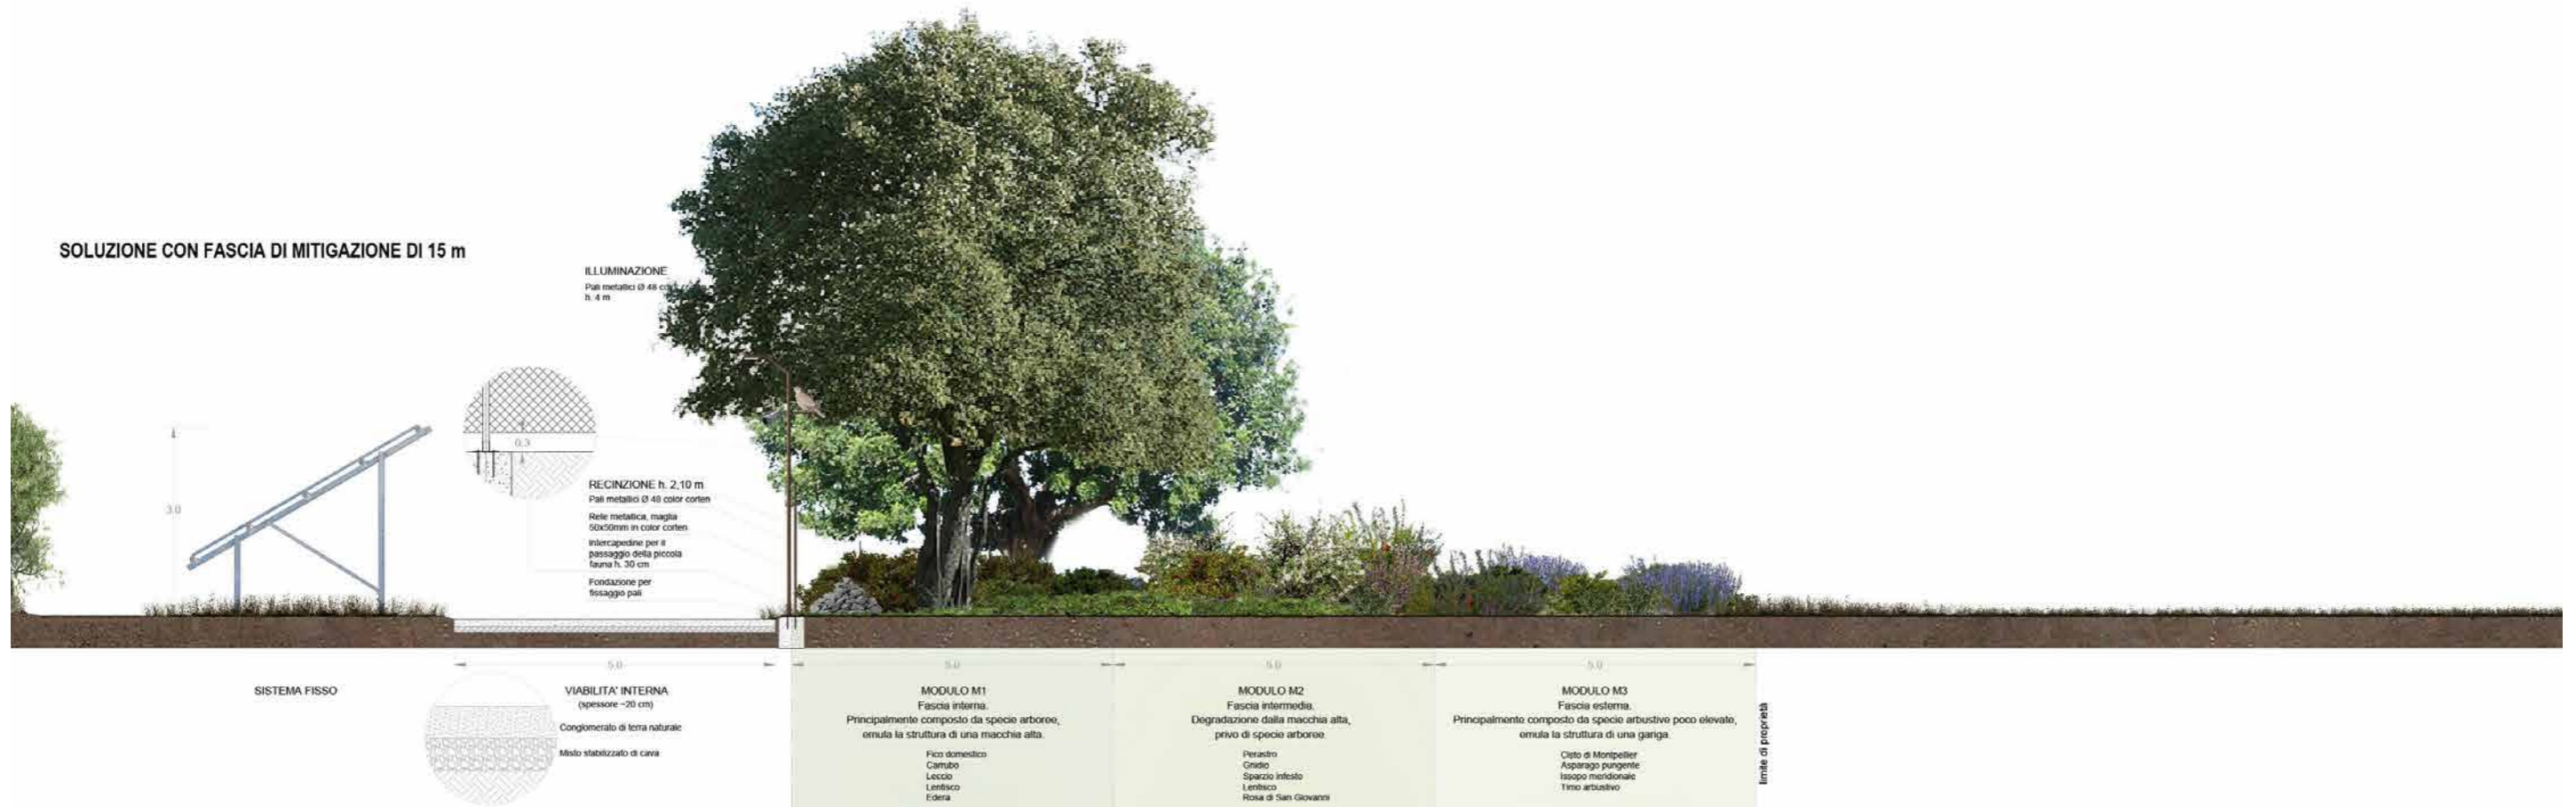 SOLUZIONE CON FASCIA DI MITIGAZIONE DI 15 m
ILLUMINAZIONE
Pali metallici Ø 48
h. 4 m
0.3
3.0
RECINZIONE h. 2,10 m
Pali metallici Ø 48 color corten
Rete metallica, maglia
50x50mm in color corten
Intercapedine per il
passaggio della piccola
fauna h. 30 cm
Fondazione per
fissaggio pali
5.0
5.0
5.0
5.0
SISTEMA FISSO
VIABILITA' INTERNA
(spessore ~20 cm)
Conglomerato di terra naturale
Misto stabilizzato di cava
MODULO M1
Fascia interna.
Principalmente composto da specie arboree,
emula la struttura di una macchia alta.
Fico domestico
Carrubo
Leccio
Lentisco
Edera
MODULO M2
Fascia intermedia.
Degradazione dalla macchia alta,
privo di specie arboree.
Perastro
Gnidio
Sparzio infesto
Lentisco
Rosa di San Giovanni
MODULO M3
Fascia esterna.
Principalmente composto da specie arbustive poco elevate,
emula la struttura di una gariga.
Cisto di Montpellier
Asparago pungente
Issopo meridionale
Timo arbustivo
limite di proprietà